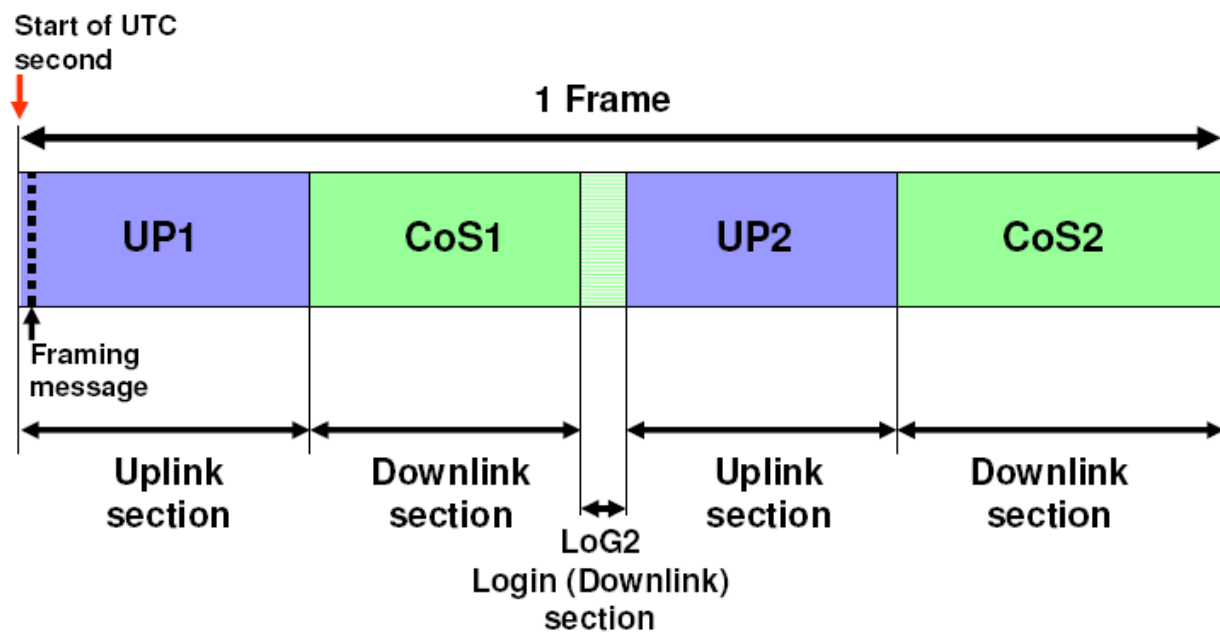 Start of UTC
second
1 Frame
UP1
CoS1
UP2
CoS2
Framing
message
Uplink
section
Downlink
section
Uplink
section
Downlink
section
LoG2
Login (Downlink)
section